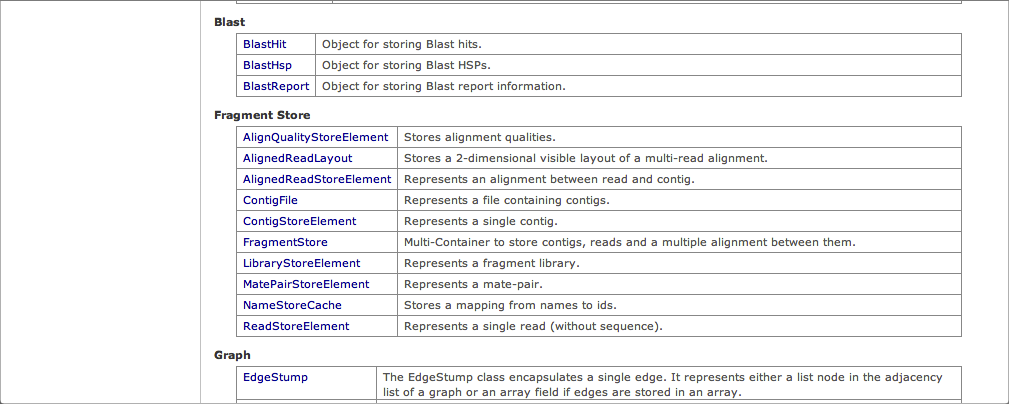 Blast
BlastHit Object for storing Blast hits.
BlastHsp Object for storing Blast HSPs.
BlastReport Object for storing Blast report information.
Fragment Store
AlignQualityStoreElement Stores alignment qualities.
AlignedReadLayout Stores a 2-dimensional visible layout of a multi-read alignment.
AlignedReadStoreElement Represents an alignment between read and contig.
ContigFile Represents a file containing contigs.
ContigStoreElement Represents a single contig.
FragmentStore Multi-Container to store contigs, reads and a multiple alignment between them.
LibraryStoreElement Represents a fragment library.
MatePairStoreElement Represents a mate-pair.
NameStoreCache Stores a mapping from names to ids.
ReadStoreElement Represents a single read (without sequence).
Graph
EdgeStump The EdgeStump class encapsulates a single edge. It represents either a list node in the adjacency
list of a graph or an array field if edges are stored in an array.